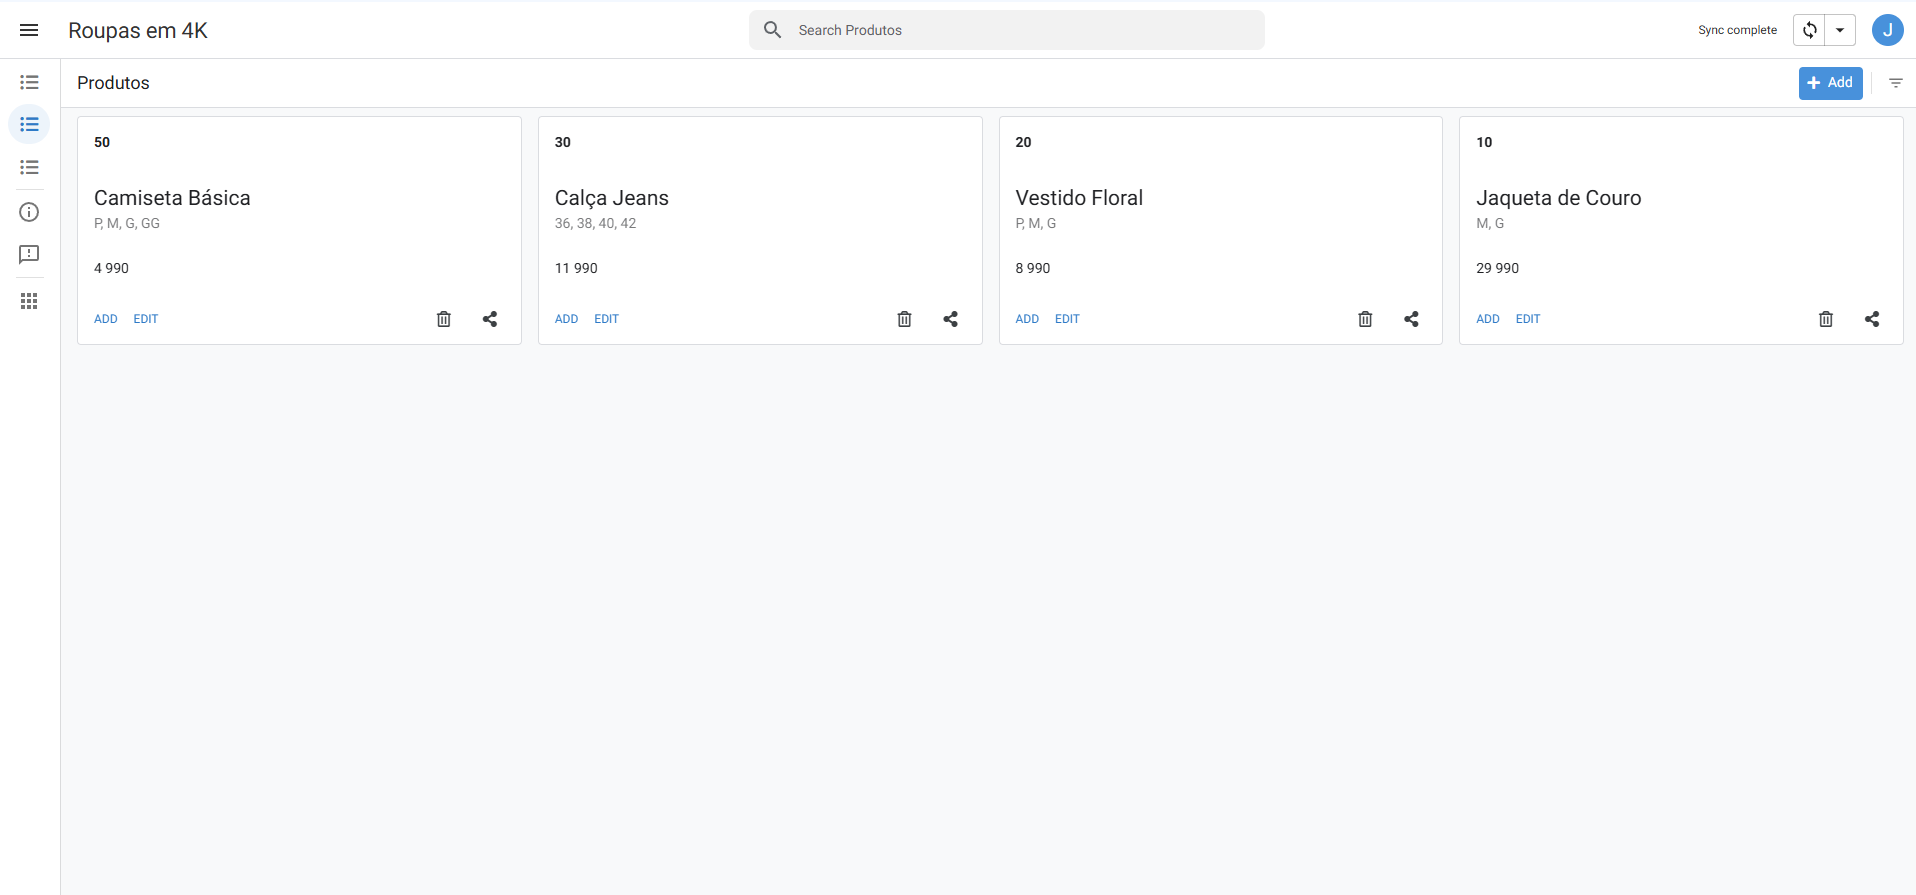 Roupas em 4K
Search Produtos
Sync complete
J
Produtos
Add
50
Camiseta Básica
P, M, G, GG
4 990
ADD EDIT
30
Calça Jeans
36, 38, 40, 42
11 990
ADD EDIT
20
Vestido Floral
P, M, G
8 990
ADD EDIT
10
Jaqueta de Couro
M, G
29 990
ADD EDIT